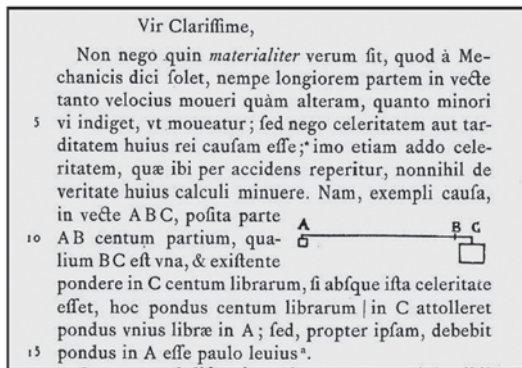 Vir Clariſſime,
Non nego quin materialiter verum ſit, quod à Me-
chanicis dici ſolet, nempe longiorem partem in vecte
tanto velocius moueri quàm alteram, quanto minori
5 vi indiget, vt moueatur; ſed nego celeritatem aut tar-
ditatem huius rei cauſam eſſe;* imo etiam addo cele-
ritatem, quæ ibi per accidens reperitur, nonnihil de
veritate huius calculi minuere. Nam, exempli cauſa,
in vecte A B C, poſita parte
A B C
10 A B centum partium, qua-
lium B C eſt vna, & exiſtente
pondere in C centum librarum, ſi abſque iſta celeritate
eſſet, hoc pondus centum librarum | in C attolleret
pondus vnius libræ in A; ſed, propter ipſam, debebit
15 pondus in A eſſe paulo leuius a.